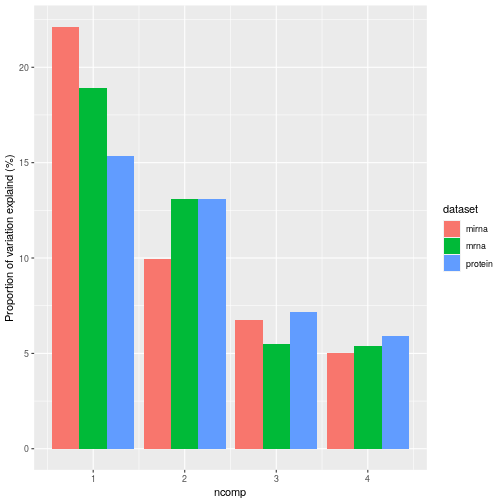 Proportion of variation explaind (%)
20
15
10
5
0
1 2 3 4
ncomp
dataset
mirna
mrna
protein